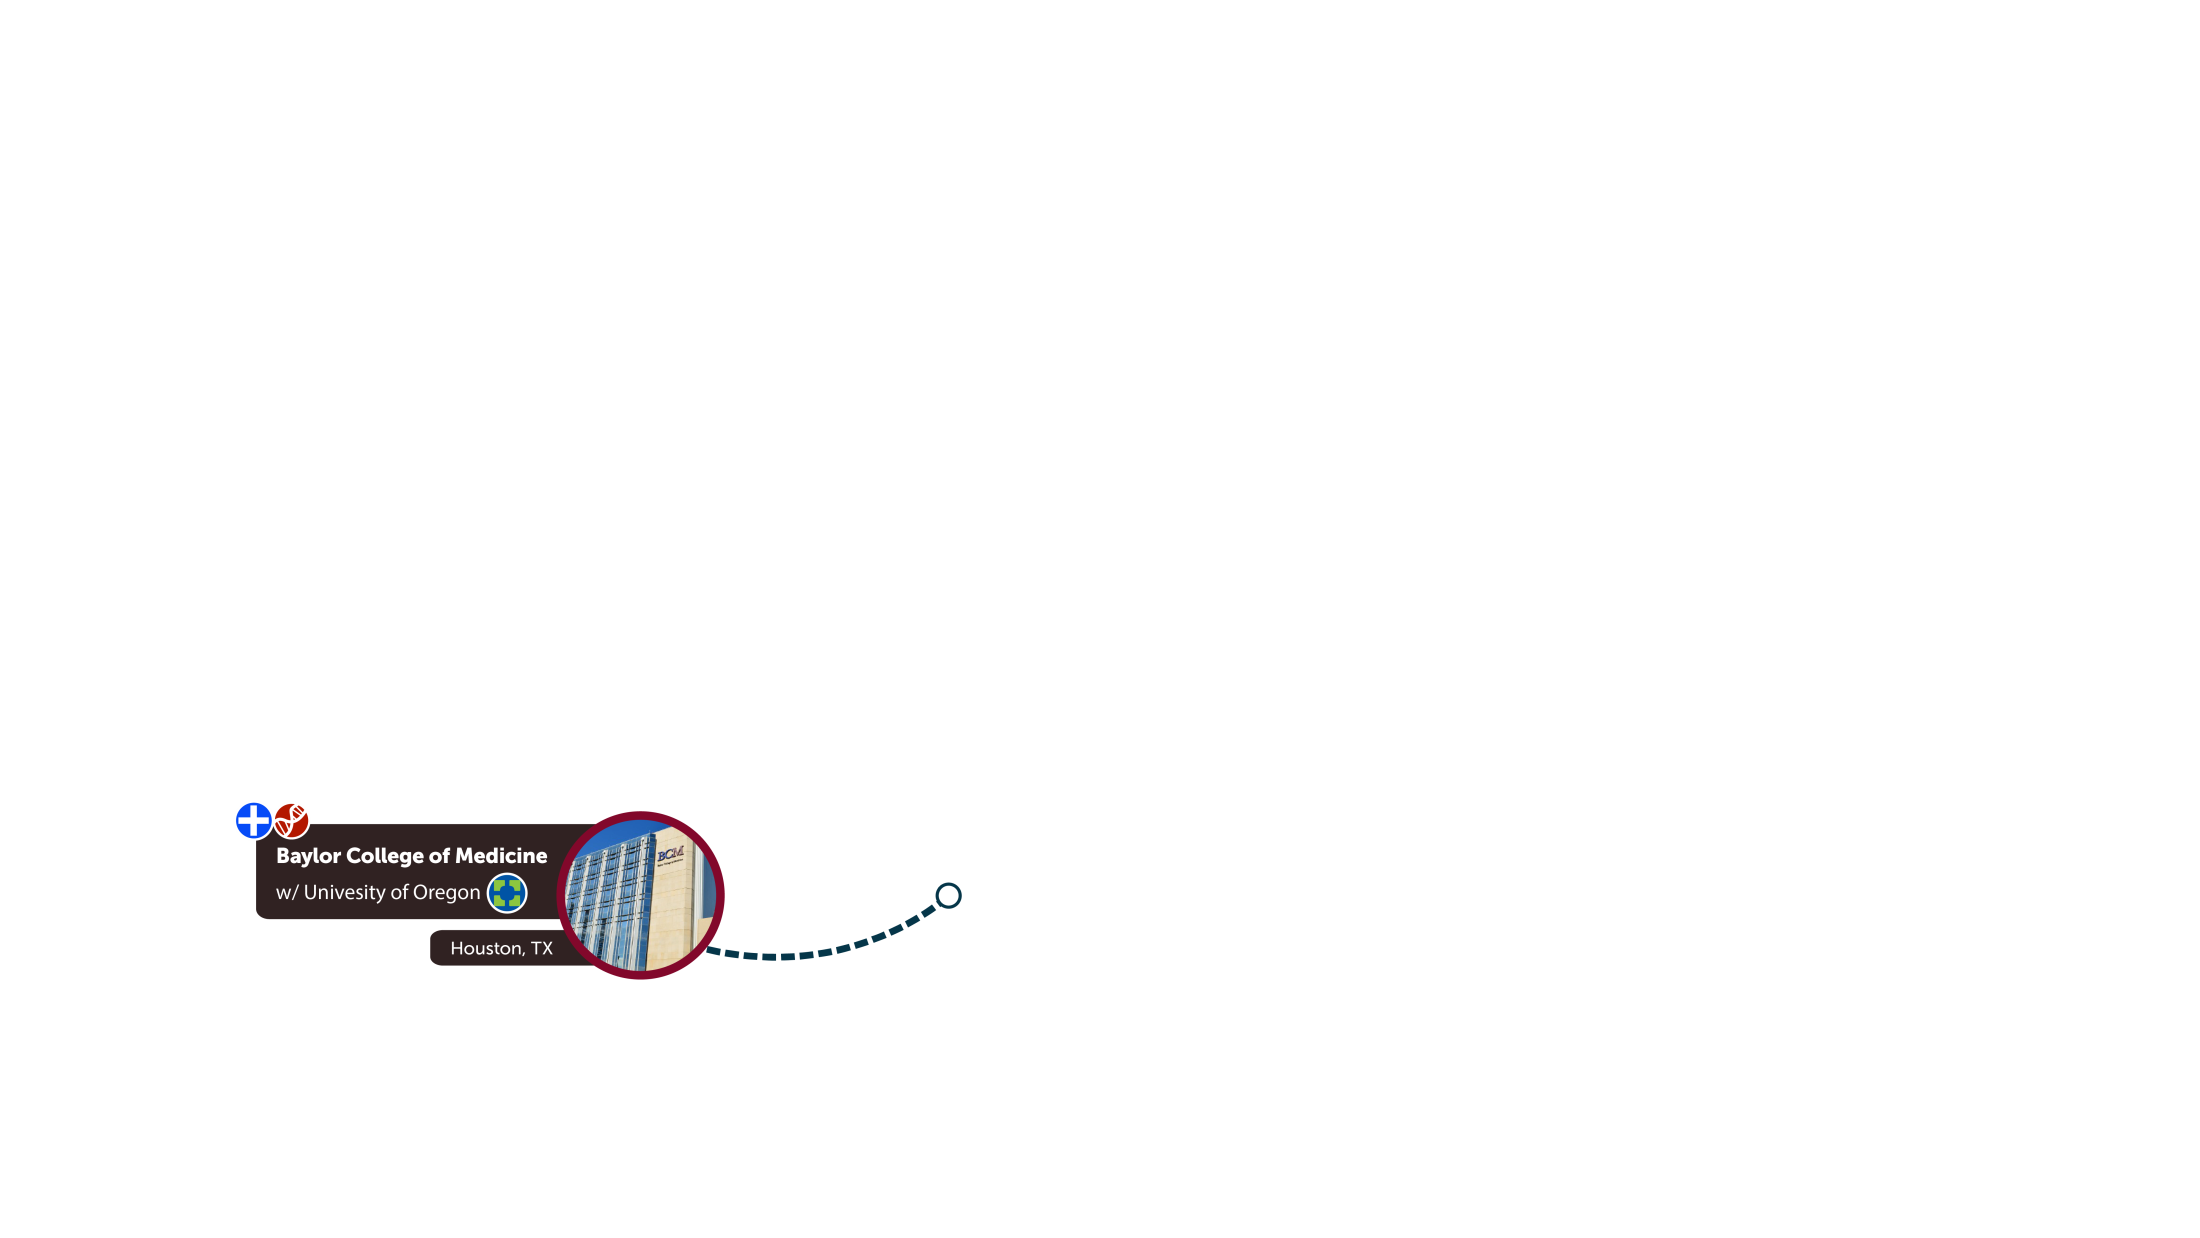 Baylor College of Medicine
w/ Univesity of Oregon
Houston, TX
BCM